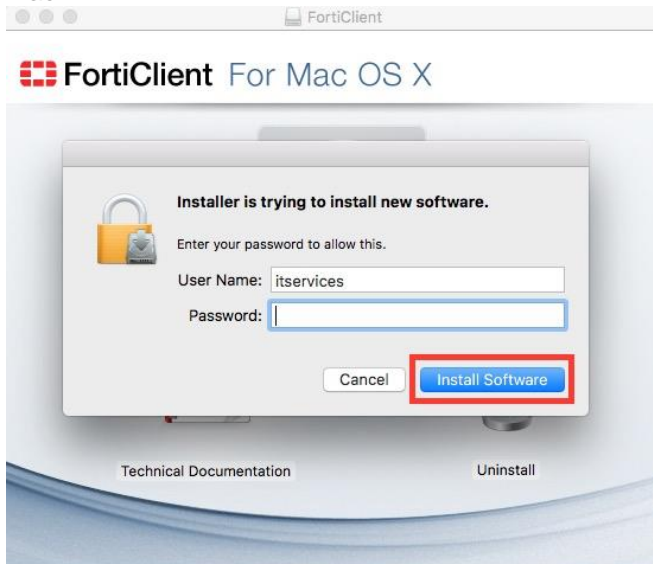 FortiClient
FortiClient For Mac OS X
Installer is trying to install new software.
Enter your password to allow this.
User Name: itservices
Password:
Cancel Install Software
Technical Documentation Uninstall